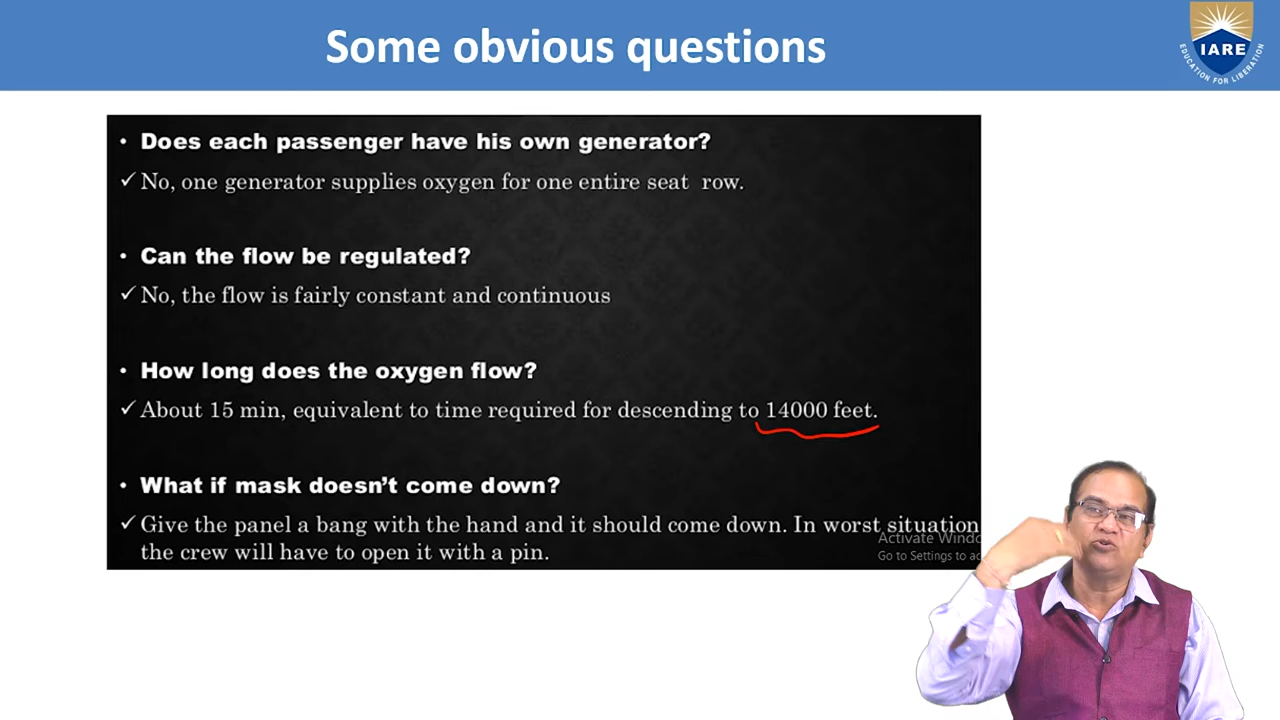 Some obvious questions
IARE
EDUCATION FOR LIBERATION
• Does each passenger have his own generator?
✓ No, one generator supplies oxygen for one entire seat row.
• Can the flow be regulated?
✓ No, the flow is fairly constant and continuous
• How long does the oxygen flow?
✓ About 15 min, equivalent to time required for descending to 14000 feet.
• What if mask doesn't come down?
✓ Give the panel a bang with the hand and it should come down. In worst situation
the crew will have to open it with a pin.
Activate Windo
Go to Settings to ac